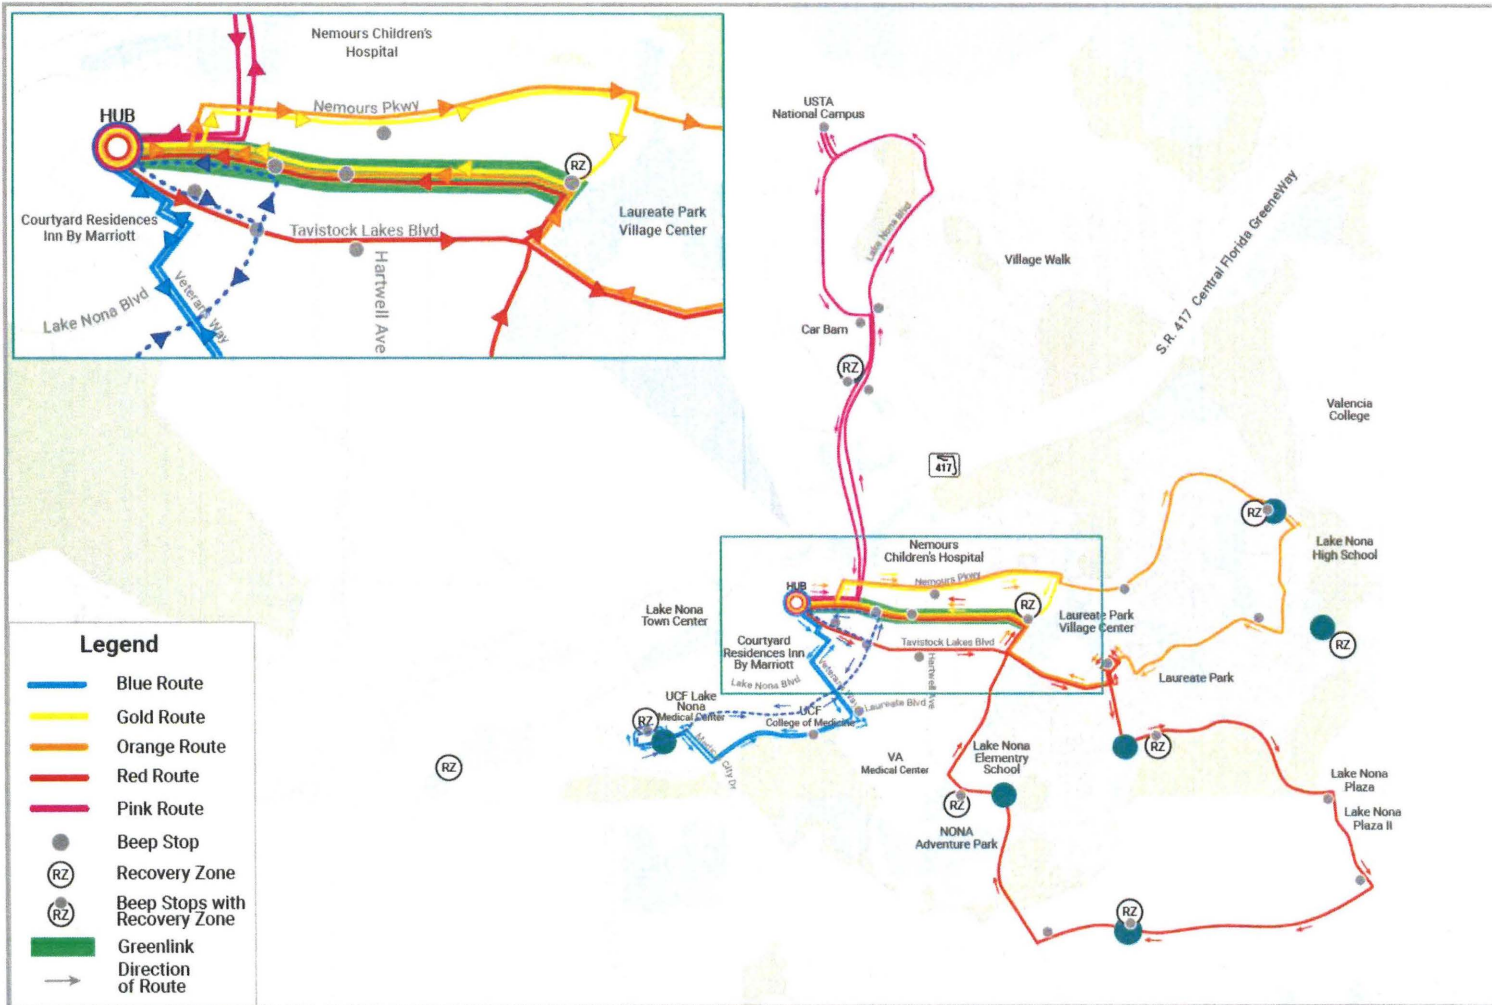 Nemours Children's
Hospital
HUB
Nemours Pkwy
RZ
Courtyard Residences
Inn By Marriott
Tavistock Lakes Blvd
Laureate Park
Village Center
Lake Nona Blvd
Veterans Way
Hartwell Ave
USTA
National Campus
Lake Nona Blvd
Village Walk
S.R. 417 Central Florida GreeneWay
Car Barn
RZ
Valencia
College
417
RZ
Lake Nona
High School
Nemours
Children's Hospital
HUB
Nemours Pkwy
RZ
Lake Nona
Town Center
Laureate Park
Village Center
RZ
Courtyard
Residences Inn
By Marriott
Tavistock Lakes Blvd
Hartwell Ave
Laureate Park
Lake Nona Blvd
Veterans Way
Laureate Blvd
UCF Lake
Nona
Medical Center
RZ
UCF
College of Medicine
Medical City Dr
RZ
VA
Medical Center
Lake Nona
Elementry
School
RZ
RZ
NONA
Adventure Park
Lake Nona
Plaza
Lake Nona
Plaza II
RZ
Legend
Blue Route
Gold Route
Orange Route
Red Route
Pink Route
Beep Stop
RZ
Recovery Zone
RZ
Beep Stops with
Recovery Zone
Greenlink
Direction
of Route